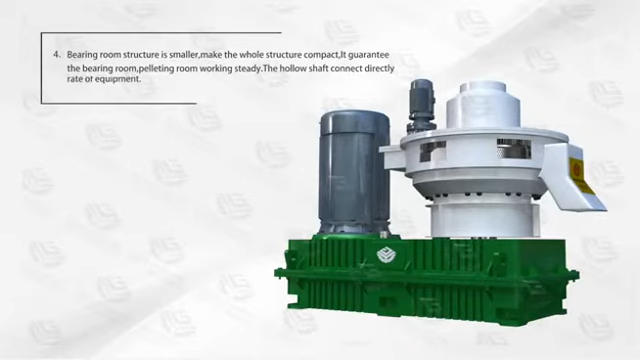 4. Bearing room structure is smaller,make the whole structure compact,It guarantee
the bearing room,pelleting room working steady.The hollow shaft connect directly
rate of equipment.